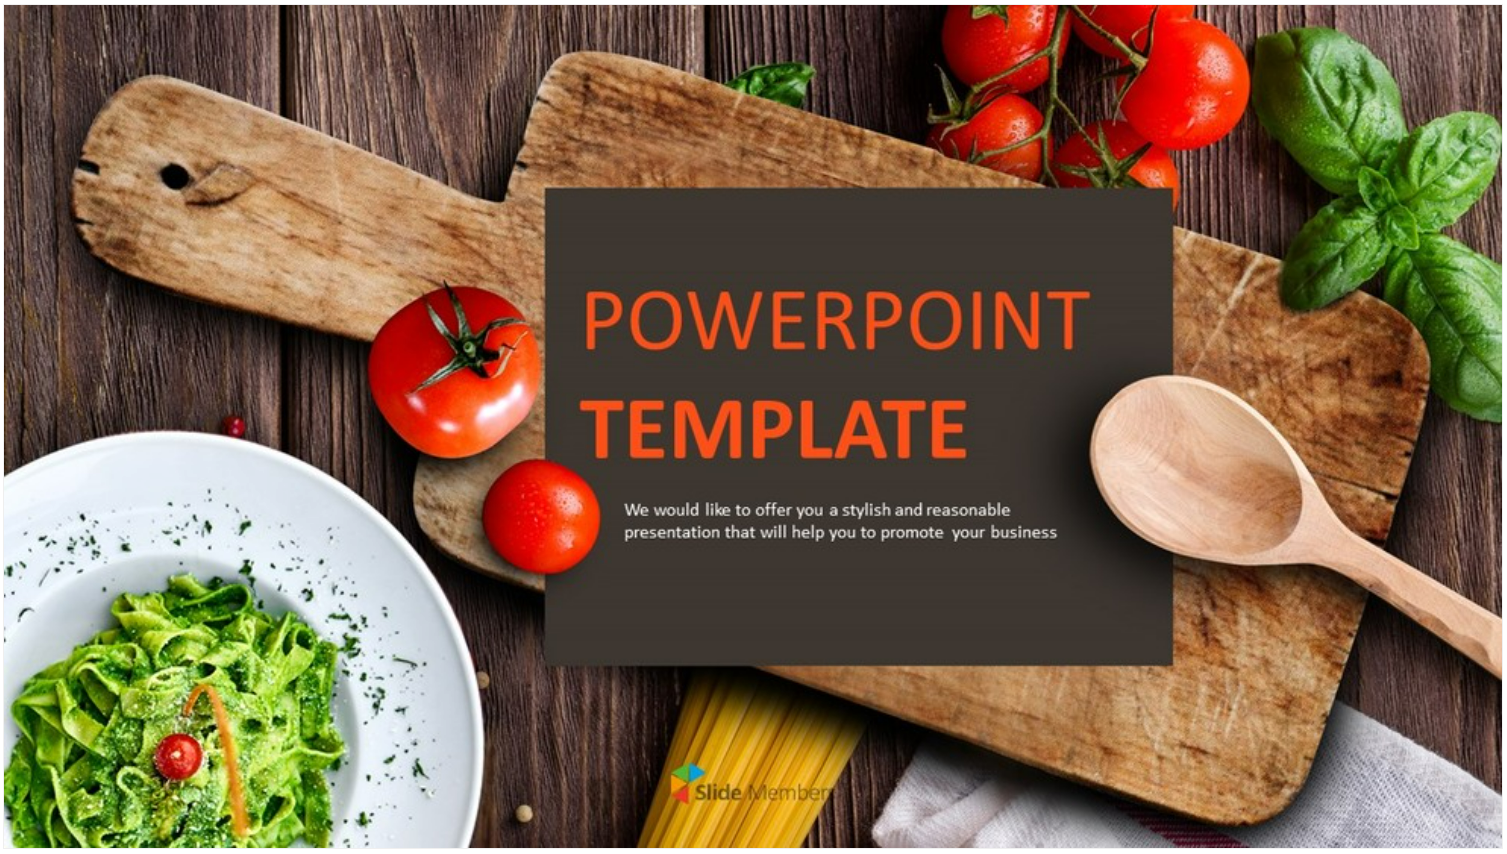 POWERPOINT
TEMPLATE
We would like to offer you a stylish and reasonable
presentation that will help you to promote your business
Slide Members